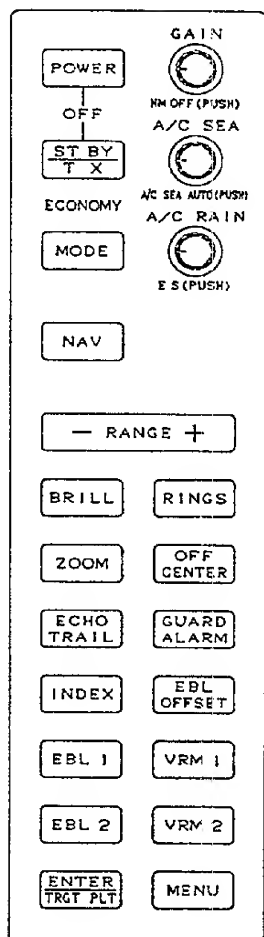 GAIN
POWER
HM OFF (PUSH)
OFF
A/C SEA
ST BY
T X
A/C SEA AUTO (PUSH)
ECONOMY
A/C RAIN
MODE
ES (PUSH)
NAV
− RANGE +
BRILL
RINGS
ZOOM
OFF
CENTER
ECHO
TRAIL
GUARD
ALARM
INDEX
EBL
OFFSET
EBL 1
VRM 1
EBL 2
VRM 2
ENTER
TRGT PLT
MENU